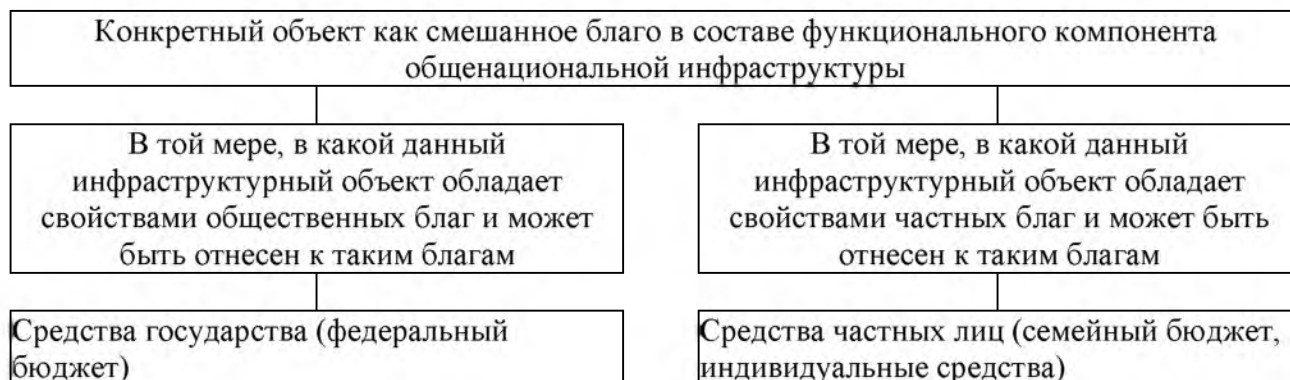 Конкретный объект как смешанное благо в составе функционального компонента
общенациональной инфраструктуры
В той мере, в какой данный
инфраструктурный объект обладает
свойствами общественных благ и может
быть отнесен к таким благам
В той мере, в какой данный
инфраструктурный объект обладает
свойствами частных благ и может быть
отнесен к таким благам
Средства государства (федеральный
бюджет)
Средства частных лиц (семейный бюджет,
индивидуальные средства)